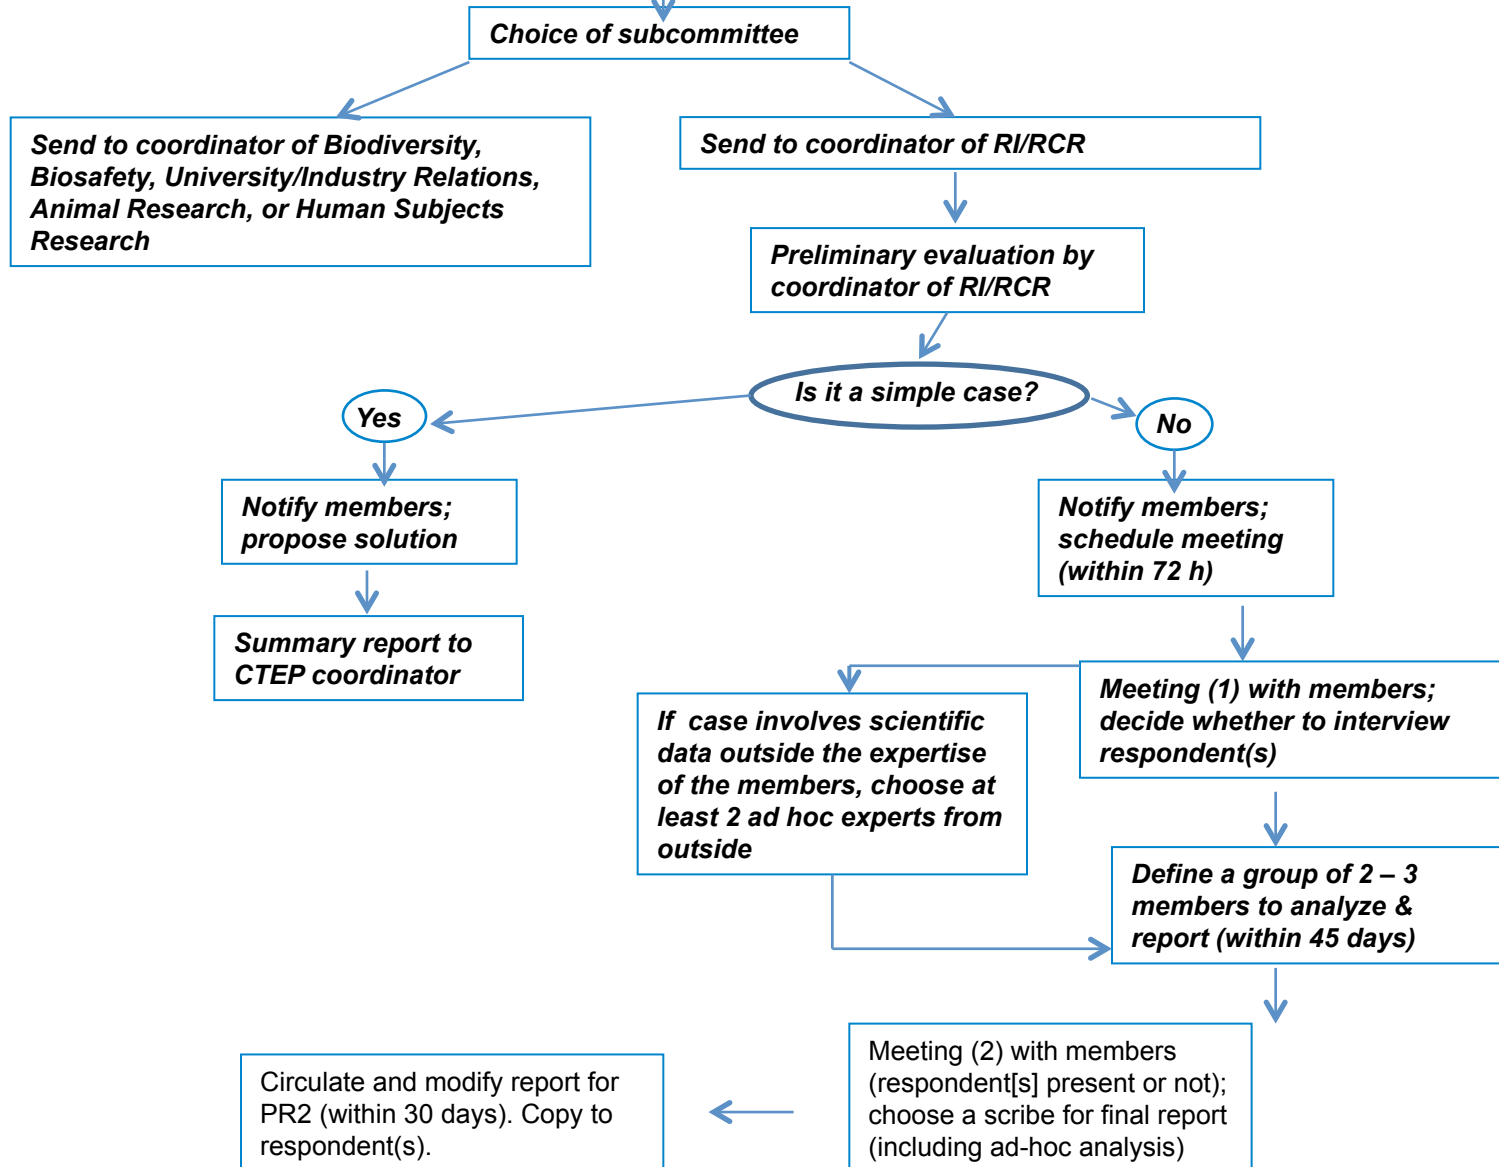 Choice of subcommittee
Send to coordinator of Biodiversity,
Biosafety, University/Industry Relations,
Animal Research, or Human Subjects
Research
Send to coordinator of RI/RCR
Preliminary evaluation by
coordinator of RI/RCR
Is it a simple case?
Yes
No
Notify members;
propose solution
Notify members;
schedule meeting
(within 72 h)
Summary report to
CTEP coordinator
Meeting (1) with members;
decide whether to interview
respondent(s)
If case involves scientific
data outside the expertise
of the members, choose at
least 2 ad hoc experts from
outside
Define a group of 2 – 3
members to analyze &
report (within 45 days)
Meeting (2) with members
(respondent[s] present or not);
choose a scribe for final report
(including ad-hoc analysis)
Circulate and modify report for
PR2 (within 30 days). Copy to
respondent(s).